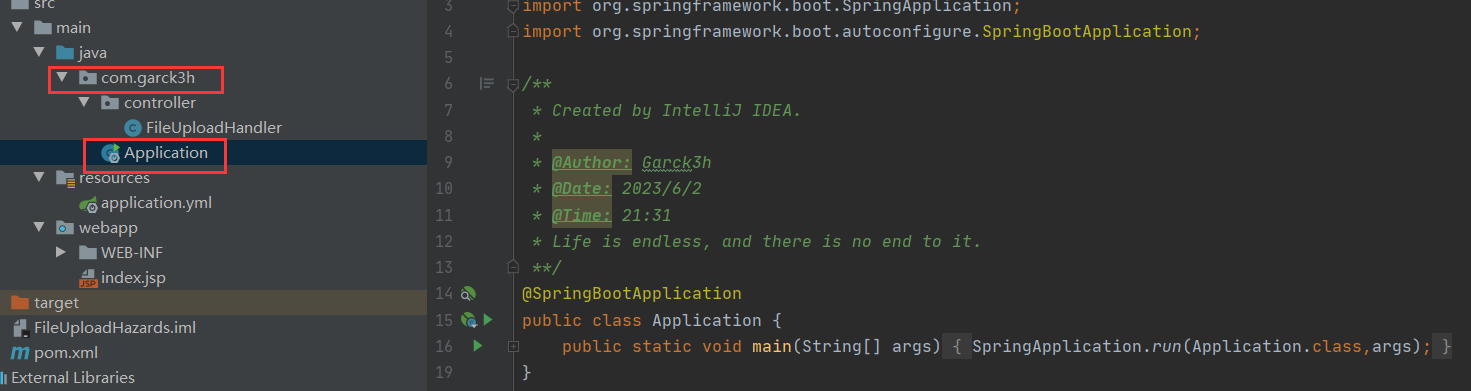 src
main
java
com.garck3h
controller
FileUploadHandler
Application
resources
application.yml
webapp
WEB-INF
JSP
index.jsp
target
FileUploadHazards.iml
m pom.xml
External Libraries
3 import org.springframework.boot.SpringApplication;
4 import org.springframework.boot.autoconfigure.SpringBootApplication;
5
6 /**
7 * Created by IntelliJ IDEA.
8 *
9 * @Author: Garck3h
10 * @Date: 2023/6/2
11 * @Time: 21:31
12 * Life is endless, and there is no end to it.
13 **/
14 @SpringBootApplication
15 public class Application {
16 public static void main(String[] args) { SpringApplication.run(Application.class,args); }
19 }